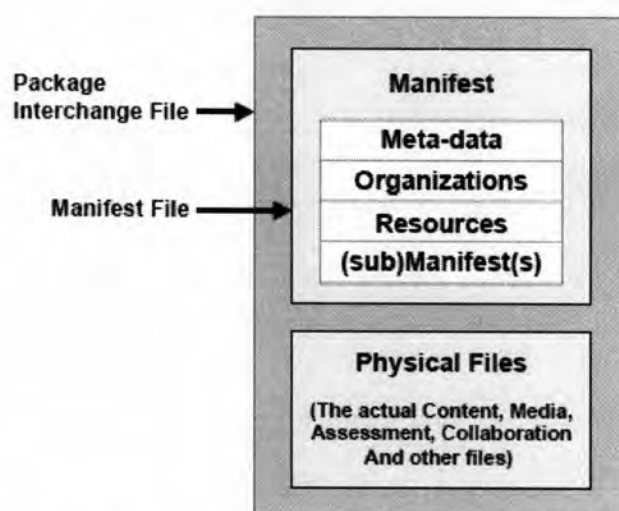 Package
Interchange File
Manifest File
Manifest
Meta-data
Organizations
Resources
(sub)Manifest(s)
Physical Files
(The actual Content, Media,
Assessment, Collaboration
And other files)